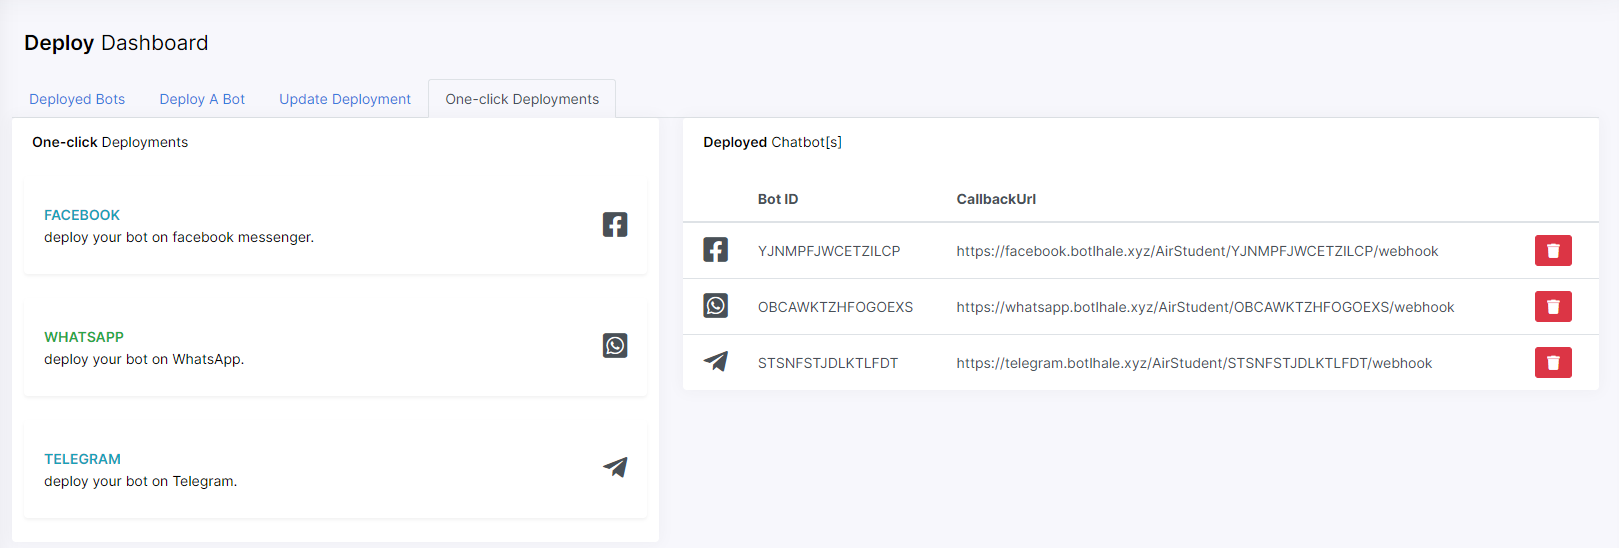 Deploy Dashboard
Deployed Bots Deploy A Bot Update Deployment One-click Deployments
One-click Deployments
FACEBOOK
deploy your bot on facebook messenger.
WHATSAPP
deploy your bot on WhatsApp.
TELEGRAM
deploy your bot on Telegram.
Deployed Chatbot[s]
Bot ID CallbackUrl
YJNMPFJWCETZILCP https://facebook.botlhale.xyz/AirStudent/YJNMPFJWCETZILCP/webhook
OBCAWKTZHFOGOEXS https://whatsapp.botlhale.xyz/AirStudent/OBCAWKTZHFOGOEXS/webhook
STSNFSTJDLKTLFDT https://telegram.botlhale.xyz/AirStudent/STSNFSTJDLKTLFDT/webhook